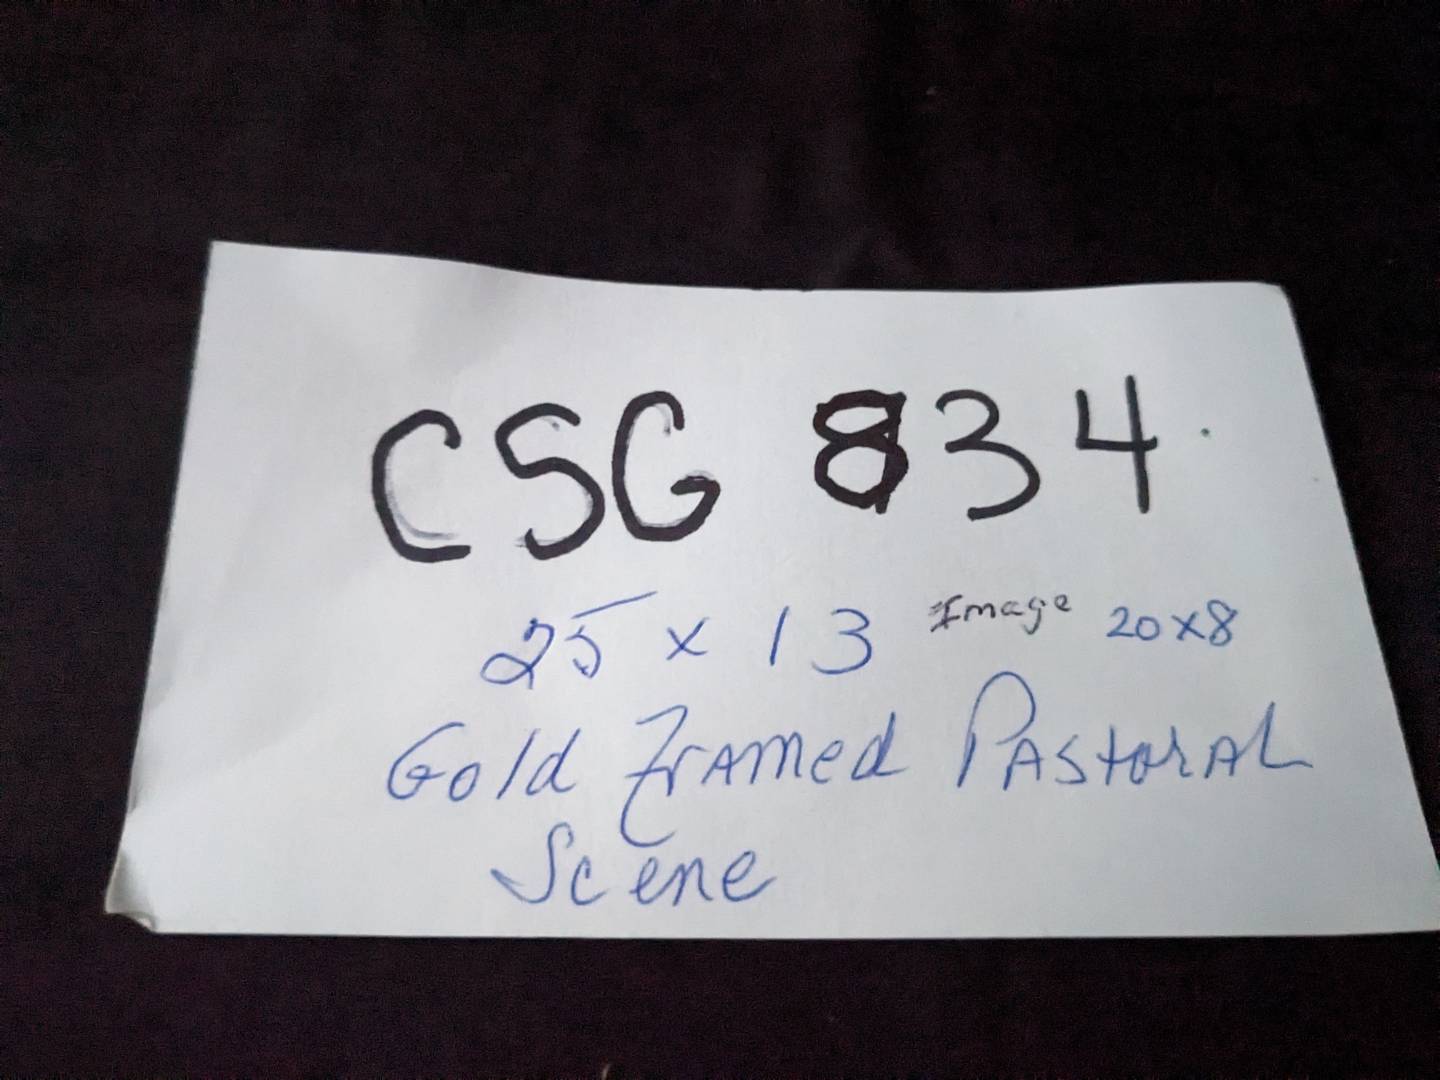 CSG 834
25 x 13 Image 20x8
Gold Framed Pastoral
Scene